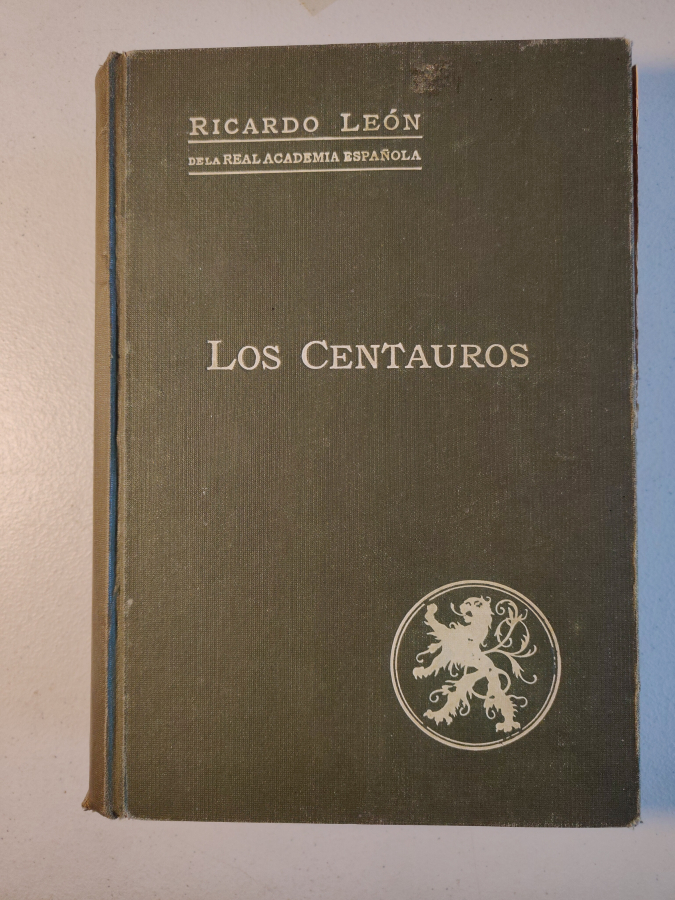 RICARDO LEÓN
DE LA REAL ACADEMIA ESPAÑOLA
LOS CENTAUROS